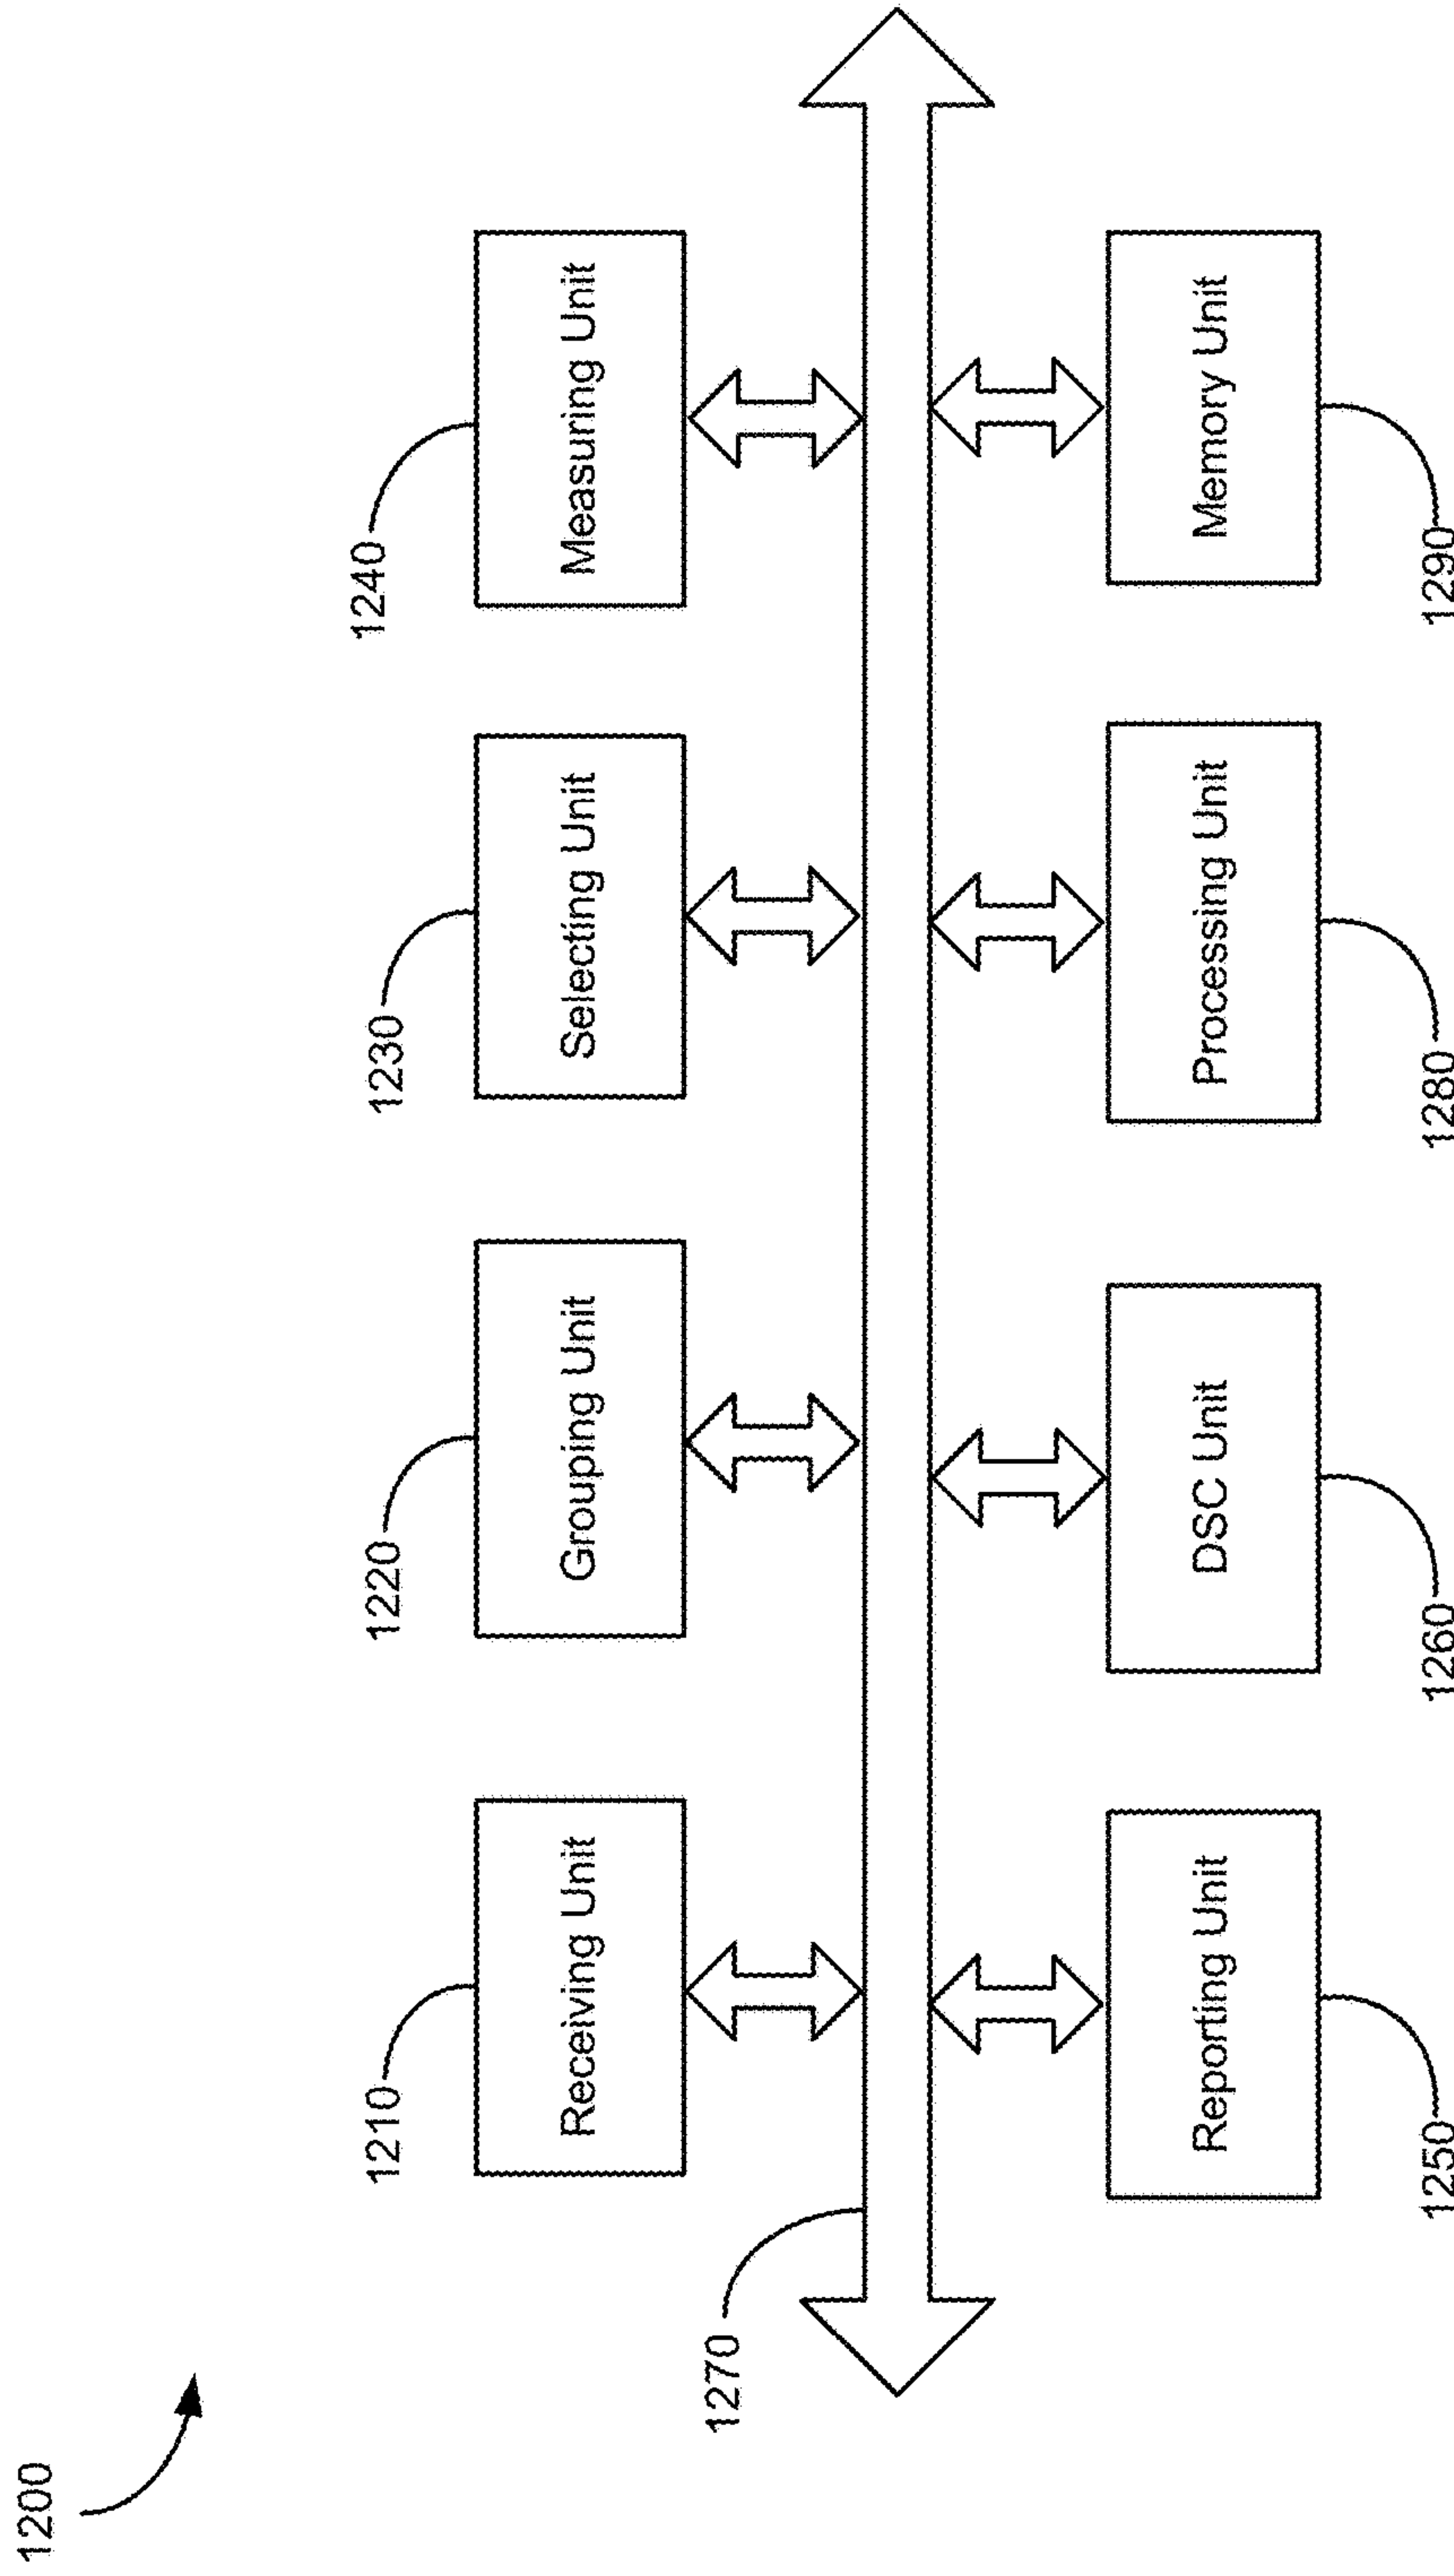 1200
1210
1220
1230
1240
Receiving Unit
Grouping Unit
Selecting Unit
Measuring Unit
1270
Reporting Unit
DSC Unit
Processing Unit
Memory Unit
1250
1260
1280
1290